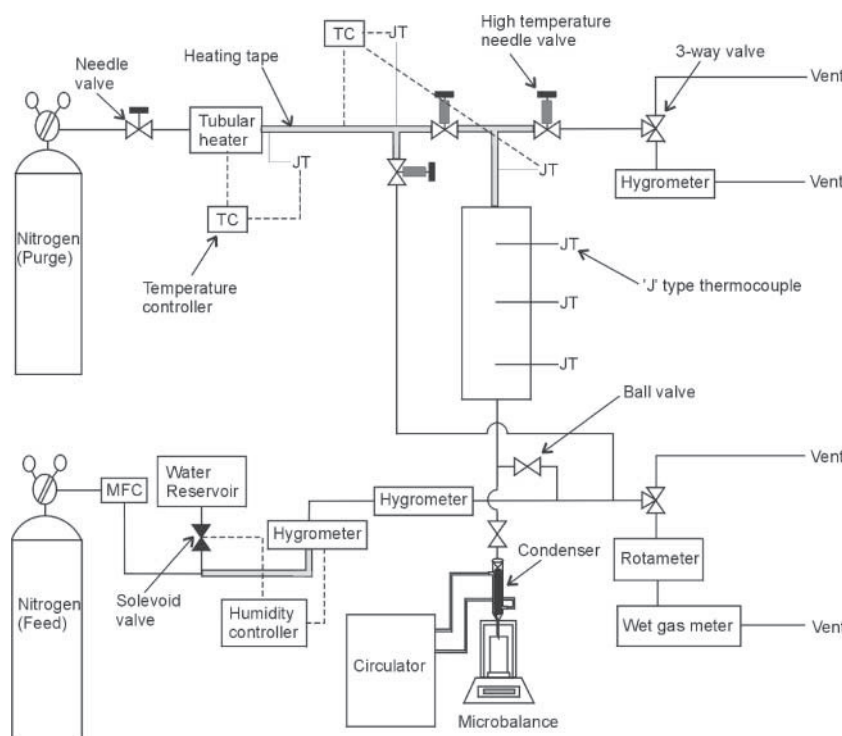 High temperature
needle valve
TC
JT
3-way valve
Needle
valve
Heating tape
Vent
Tubular
heater
JT
JT
Hygrometer
Vent
TC
Nitrogen
(Purge)
Temperature
controller
JT
'J' type thermocouple
JT
JT
Ball valve
Vent
MFC
Water
Reservoir
Hygrometer
Hygrometer
Condenser
Rotameter
Solevoid
valve
Nitrogen
(Feed)
Humidity
controller
Circulator
Wet gas meter
Vent
Microbalance